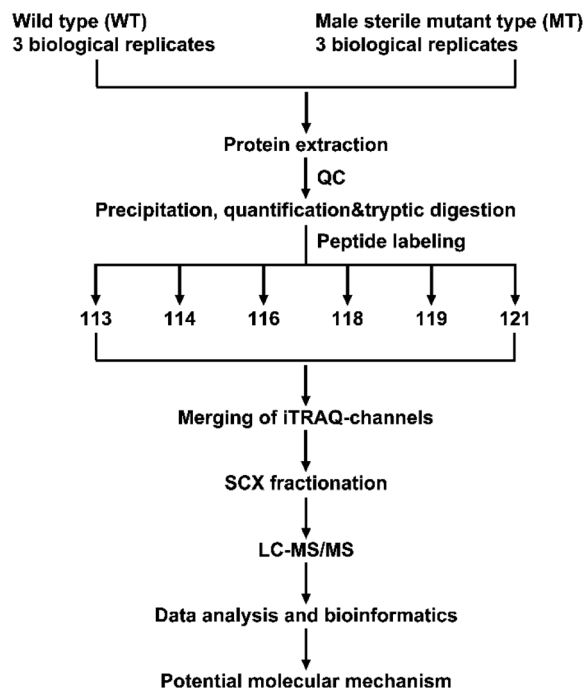 Wild type (WT)
3 biological replicates
Male sterile mutant type (MT)
3 biological replicates
Protein extraction
QC
Precipitation, quantification&tryptic digestion
Peptide labeling
113 114 116 118 119 121
Merging of iTRAQ-channels
SCX fractionation
LC-MS/MS
Data analysis and bioinformatics
Potential molecular mechanism